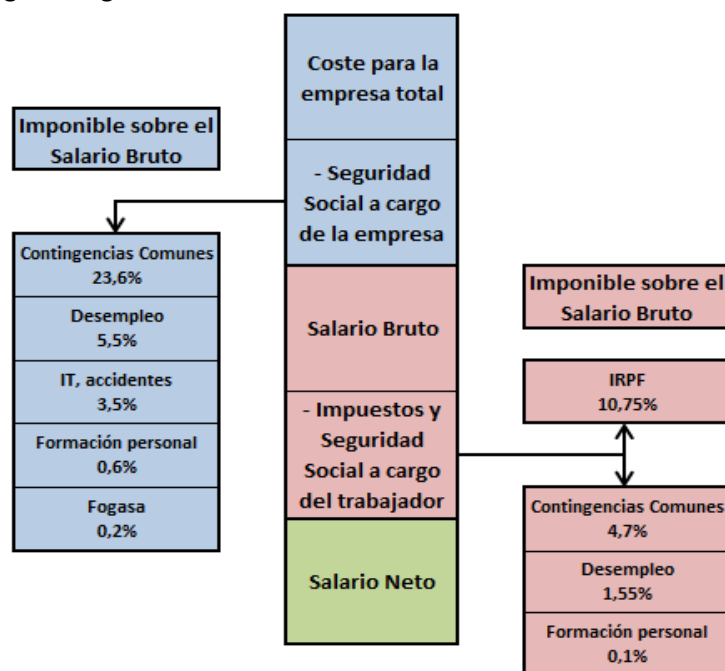 Coste para la
empresa total
Imponible sobre el
Salario Bruto
- Seguridad
Social a cargo
de la empresa
Contingencias Comunes
23,6%
Desempleo
5,5%
IT, accidentes
3,5%
Formación personal
0,6%
Fogasa
0,2%
Salario Bruto
- Impuestos y
Seguridad
Social a cargo
del trabajador
Salario Neto
Imponible sobre el
Salario Bruto
IRPF
10,75%
Contingencias Comunes
4,7%
Desempleo
1,55%
Formación personal
0,1%